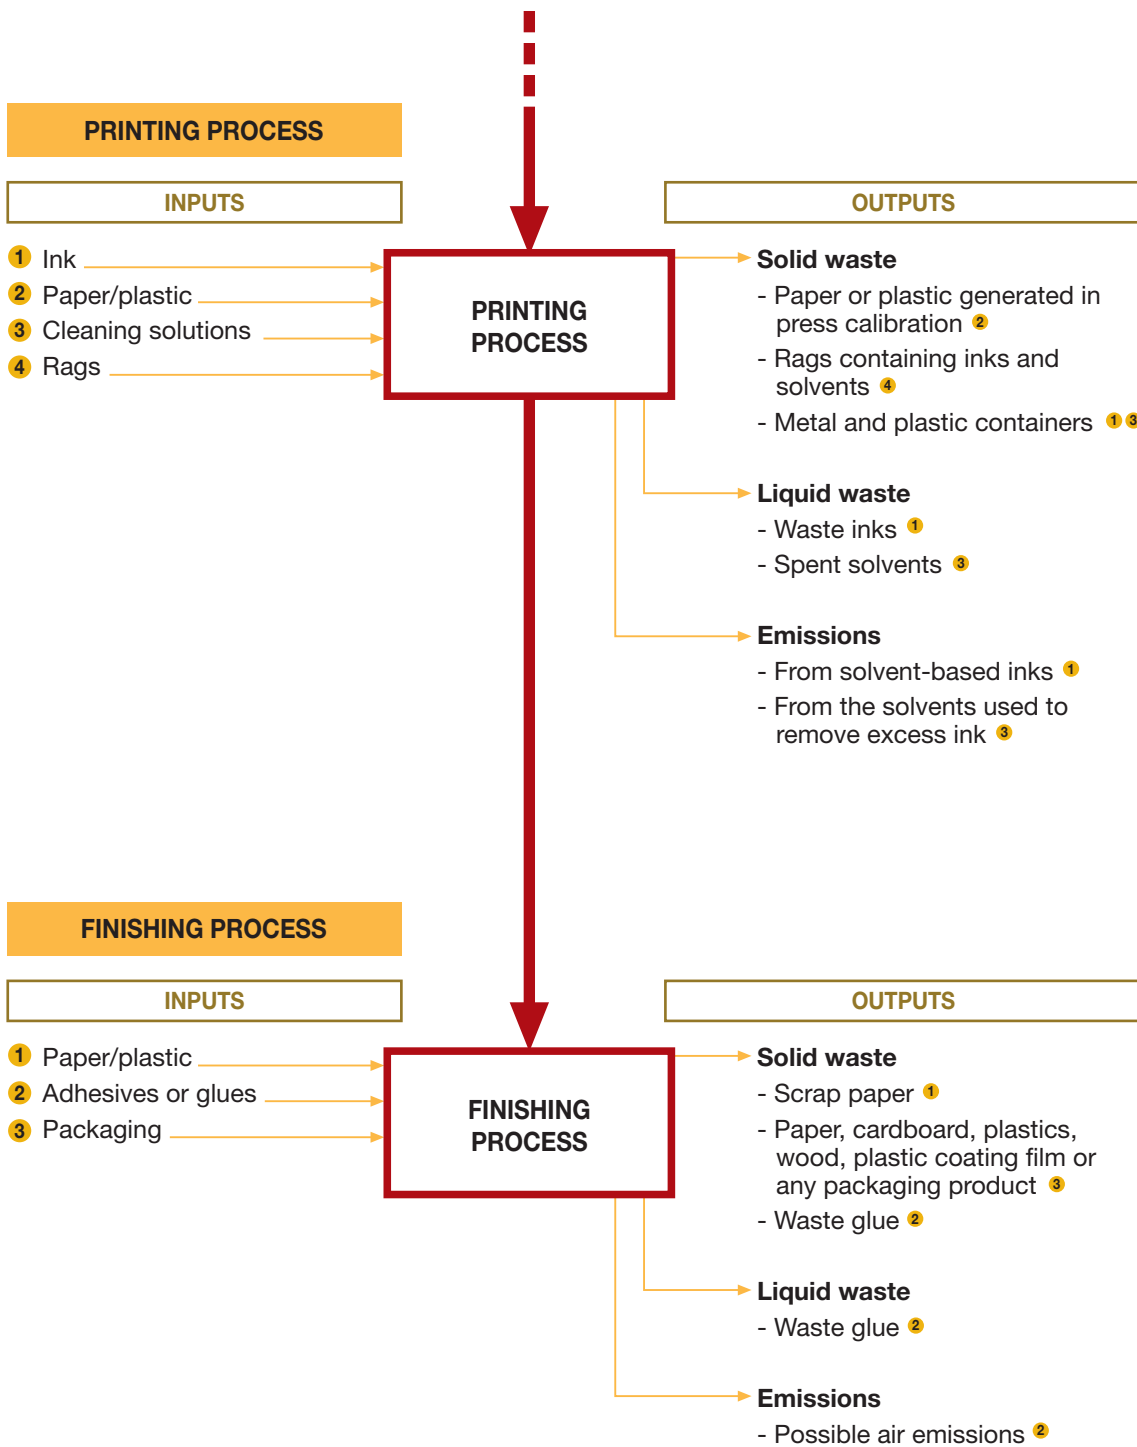 PRINTING PROCESS
INPUTS
1 Ink
2 Paper/plastic
3 Cleaning solutions
4 Rags
PRINTING
PROCESS
OUTPUTS
Solid waste
- Paper or plastic generated in
press calibration 2
- Rags containing inks and
solvents 4
- Metal and plastic containers 1 3
Liquid waste
- Waste inks 1
- Spent solvents 3
Emissions
- From solvent-based inks 1
- From the solvents used to
remove excess ink 3
FINISHING PROCESS
INPUTS
1 Paper/plastic
2 Adhesives or glues
3 Packaging
FINISHING
PROCESS
OUTPUTS
Solid waste
- Scrap paper 1
- Paper, cardboard, plastics,
wood, plastic coating film or
any packaging product 3
- Waste glue 2
Liquid waste
- Waste glue 2
Emissions
- Possible air emissions 2